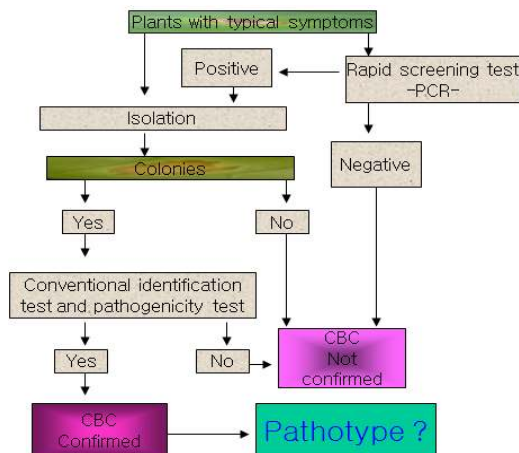 Plants with typical symptoms
Positive
Rapid screening test
-PCR-
Isolation
Colonies
Negative
Yes
No
Conventional identification
test and pathogenicity test
Yes
No
CBC
Not
confirmed
CBC
Confirmed
Pathotype ?